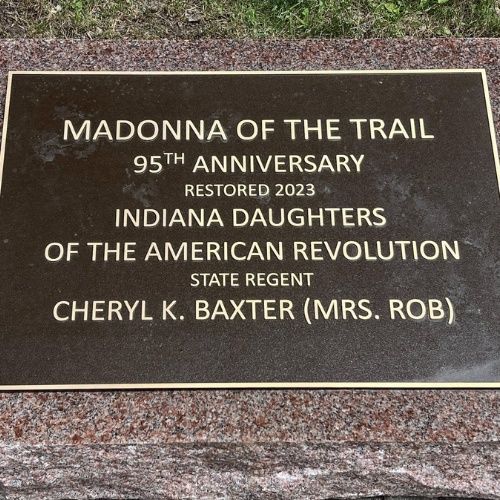 MADONNA OF THE TRAIL
95TH ANNIVERSARY
RESTORED 2023
INDIANA DAUGHTERS
OF THE AMERICAN REVOLUTION
STATE REGENT
CHERYL K. BAXTER (MRS. ROB)